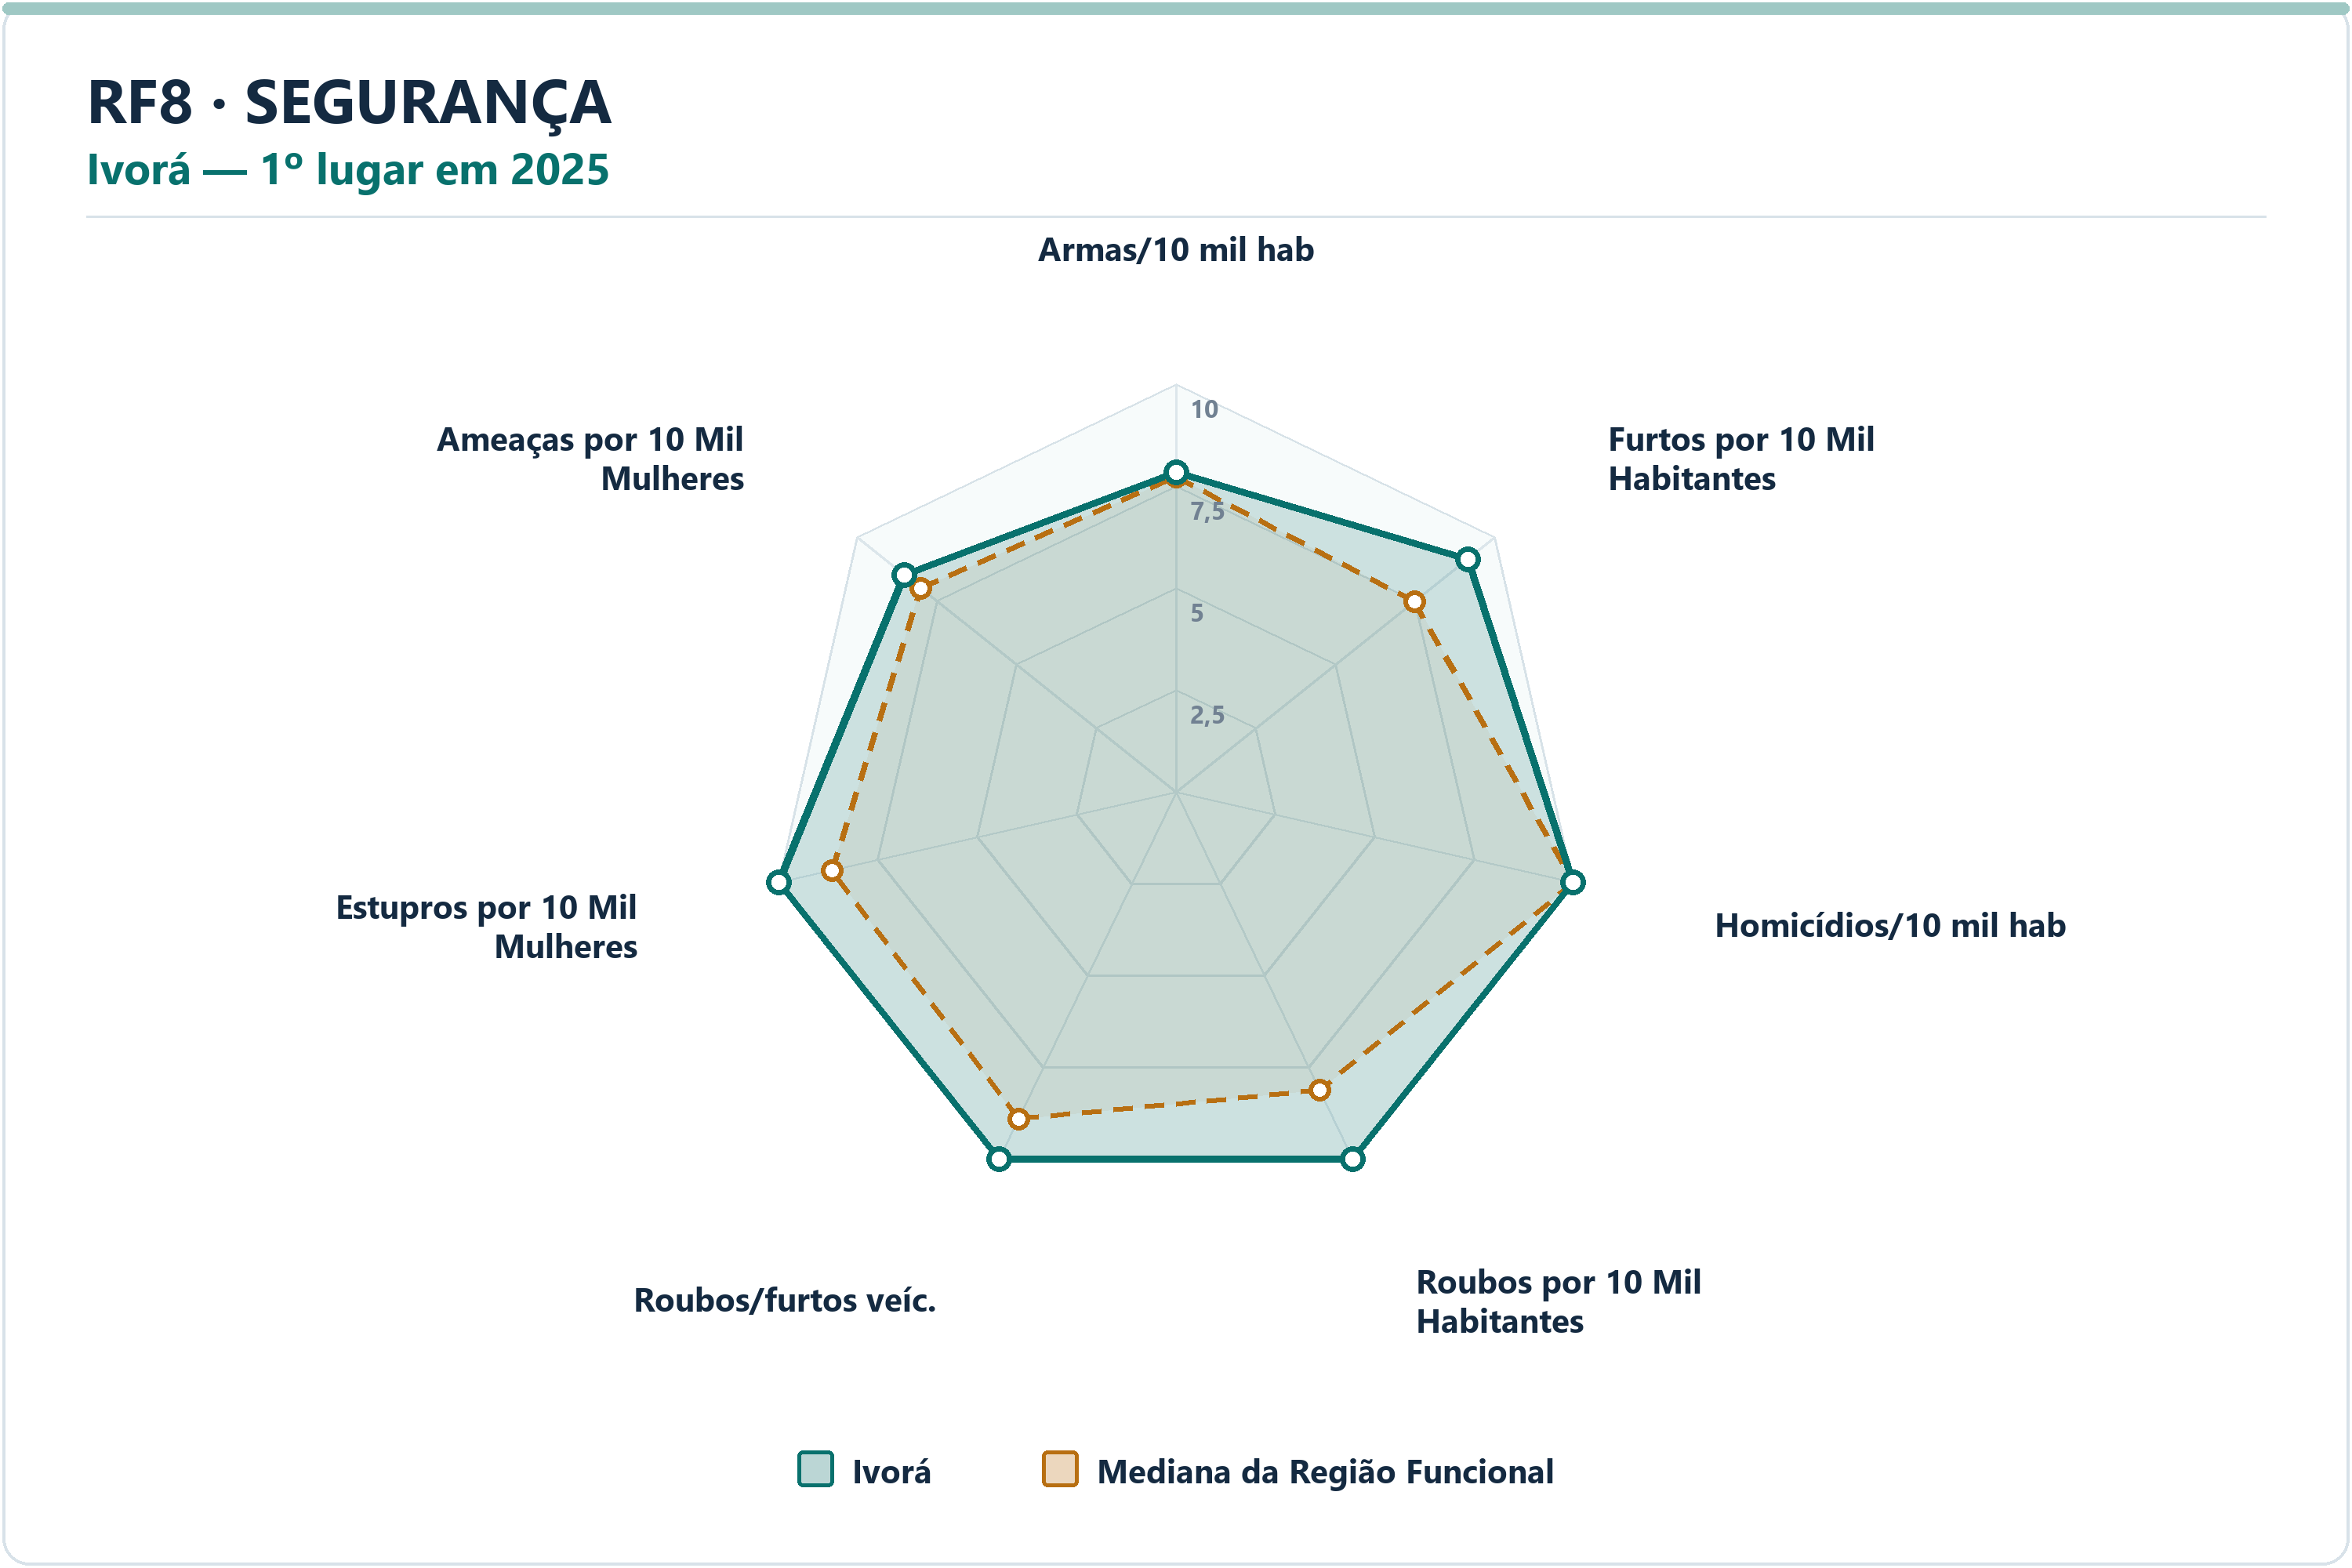 RF8 · SEGURANÇA
Ivorá — 1º lugar em 2025
Armas/10 mil hab
Ameaças por 10 Mil
Mulheres
Furtos por 10 Mil
Habitantes
10
7,5
5
2,5
Estupros por 10 Mil
Mulheres
Homicídios/10 mil hab
Roubos/furtos veíc.
Roubos por 10 Mil
Habitantes
Ivorá
Mediana da Região Funcional